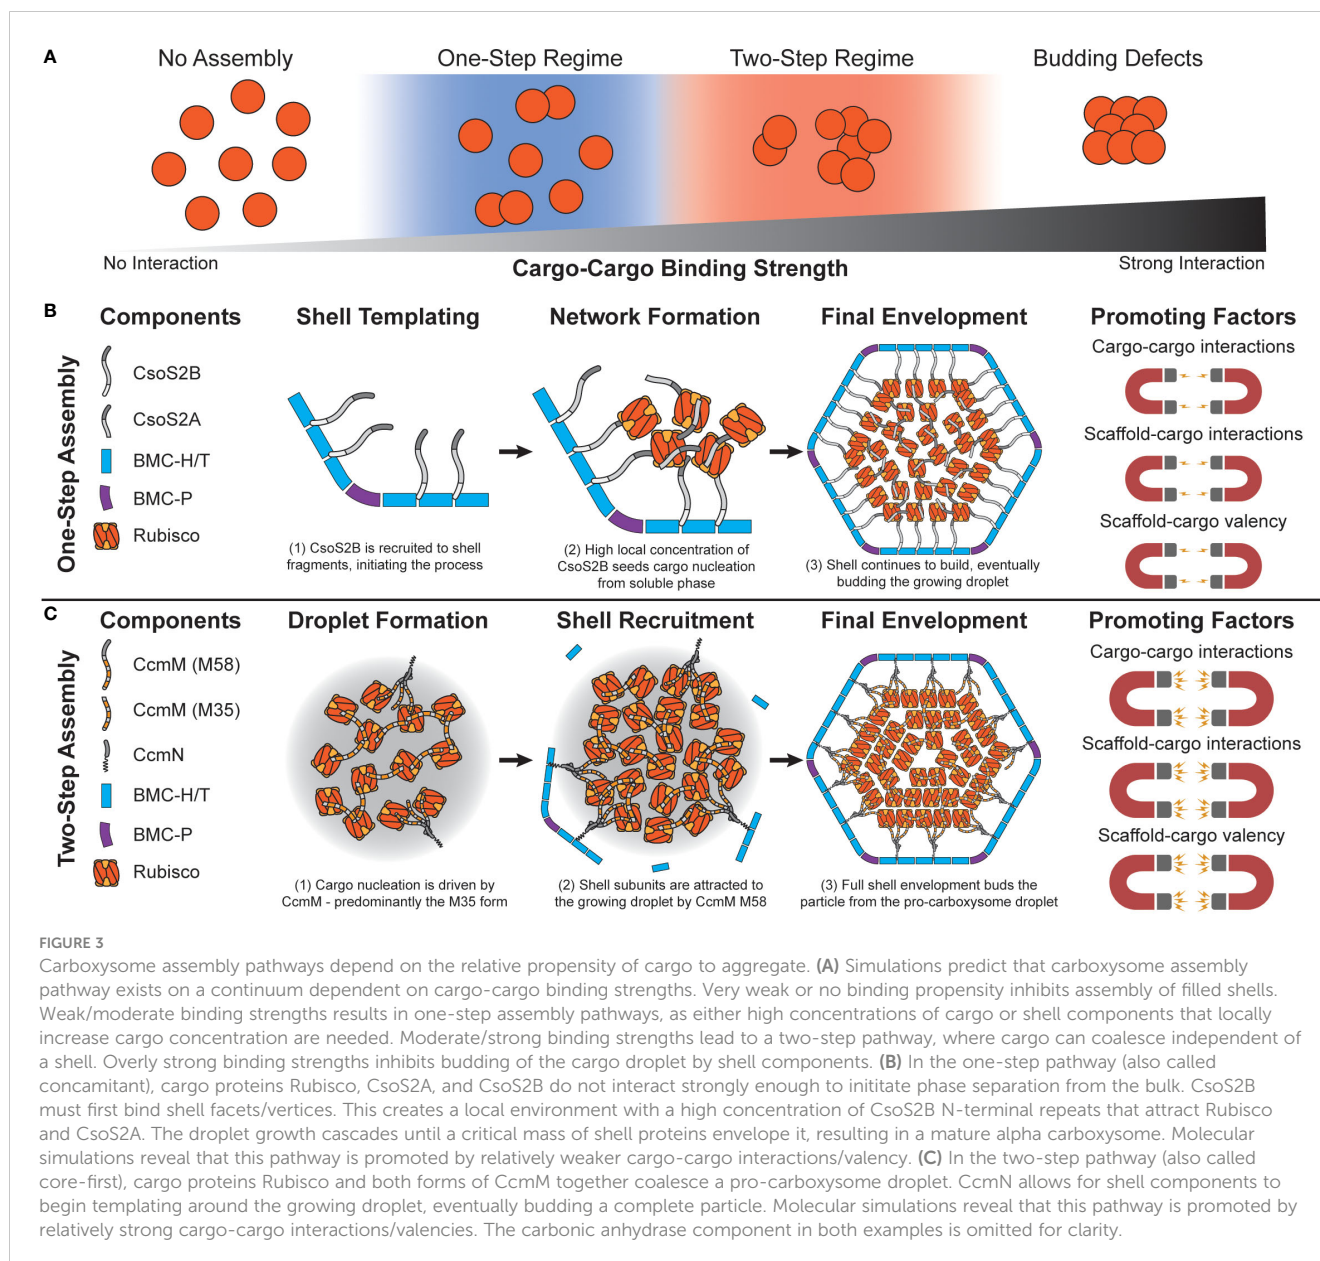 A
No Assembly
One-Step Regime
Two-Step Regime
Budding Defects
No Interaction
Cargo-Cargo Binding Strength
Strong Interaction
B
One-Step Assembly
Components
CsoS2B
CsoS2A
BMC-H/T
BMC-P
Rubisco
Shell Templating
(1) CsoS2B is recruited to shell
fragments, initiating the process
Network Formation
(2) High local concentration of
CsoS2B seeds cargo nucleation
from soluble phase
Final Envelopment
(3) Shell continues to build, eventually
budding the growing droplet
Promoting Factors
Cargo-cargo interactions
Scaffold-cargo interactions
Scaffold-cargo valency
C
Two-Step Assembly
Components
CcmM (M58)
CcmM (M35)
CcmN
BMC-H/T
BMC-P
Rubisco
Droplet Formation
(1) Cargo nucleation is driven by
CcmM - predominantly the M35 form
Shell Recruitment
(2) Shell subunits are attracted to
the growing droplet by CcmM M58
Final Envelopment
(3) Full shell envelopment buds the
particle from the pro-carboxysome droplet
Promoting Factors
Cargo-cargo interactions
Scaffold-cargo interactions
Scaffold-cargo valency
FIGURE 3
Carboxysome assembly pathways depend on the relative propensity of cargo to aggregate. (A) Simulations predict that carboxysome assembly
pathway exists on a continuum dependent on cargo-cargo binding strengths. Very weak or no binding propensity inhibits assembly of filled shells.
Weak/moderate binding strengths results in one-step assembly pathways, as either high concentrations of cargo or shell components that locally
increase cargo concentration are needed. Moderate/strong binding strengths lead to a two-step pathway, where cargo can coalesce independent of
a shell. Overly strong binding strengths inhibits budding of the cargo droplet by shell components. (B) In the one-step pathway (also called
concamitant), cargo proteins Rubisco, CsoS2A, and CsoS2B do not interact strongly enough to inititate phase separation from the bulk. CsoS2B
must first bind shell facets/vertices. This creates a local environment with a high concentration of CsoS2B N-terminal repeats that attract Rubisco
and CsoS2A. The droplet growth cascades until a critical mass of shell proteins envelope it, resulting in a mature alpha carboxysome. Molecular
simulations reveal that this pathway is promoted by relatively weaker cargo-cargo interactions/valency. (C) In the two-step pathway (also called
core-first), cargo proteins Rubisco and both forms of CcmM together coalesce a pro-carboxysome droplet. CcmN allows for shell components to
begin templating around the growing droplet, eventually budding a complete particle. Molecular simulations reveal that this pathway is promoted by
relatively strong cargo-cargo interactions/valencies. The carbonic anhydrase component in both examples is omitted for clarity.